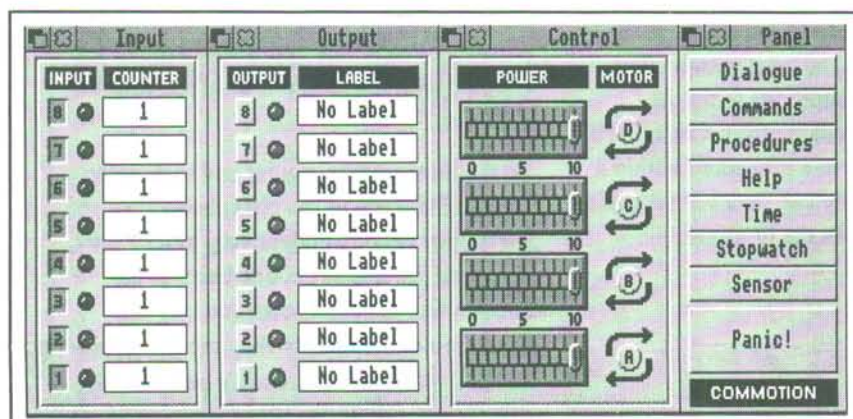 Input Output Control Panel
INPUT COUNTER OUTPUT LABEL POWER MOTOR Dialogue
8 1 8 No Label D Commands
7 1 7 No Label 0 5 10 Procedures
6 1 6 No Label C Help
5 1 5 No Label 0 5 10 Time
4 1 4 No Label B Stopwatch
3 1 3 No Label Sensor
2 1 2 No Label 0 5 10 Panic!
1 1 1 No Label A COMMOTION